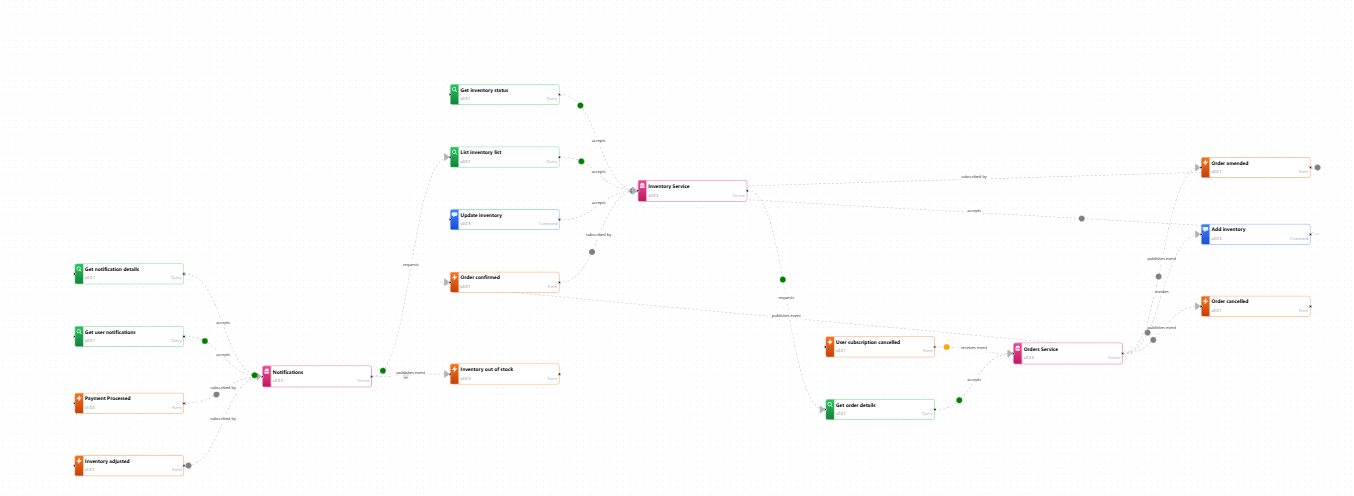 Get inventory status
Query
accepts
List inventory list
Query
accepts
Update inventory
Command
accepts
subscribed by
Order confirmed
Event
Inventory Service
Service
subscribed by
accepts
Order amended
Event
Add inventory
Command
publishes event
invokes
Order cancelled
Event
publishes event
requests
requests
publishes event
Get notification details
Query
accepts
Get user notifications
Query
accepts
Notifications
Service
publishes event
Inventory out of stock
Event
subscribed by
Payment Processed
Event
subscribed by
Inventory adjusted
Event
User subscription cancelled
Event
receives event
Orders Service
Service
accepts
Get order details
Query